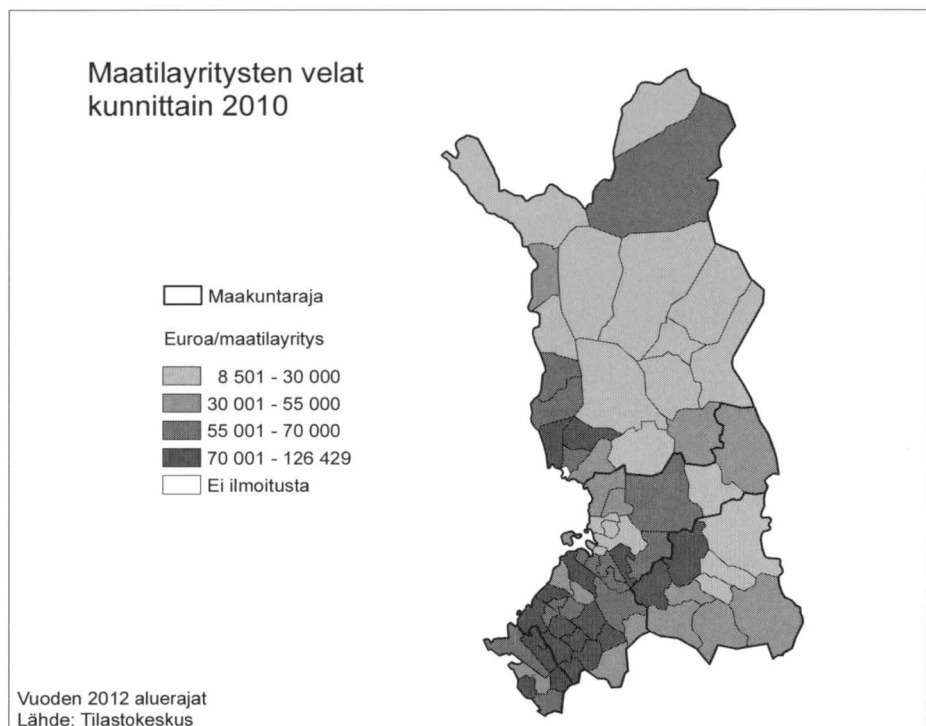 Maatilayritysten velat
kunnittain 2010
Maakuntaraja
Euroa/maatilayritys
8 501 - 30 000
30 001 - 55 000
55 001 - 70 000
70 001 - 126 429
Ei ilmoitusta
Vuoden 2012 aluerajat
Lähde: Tilastokeskus